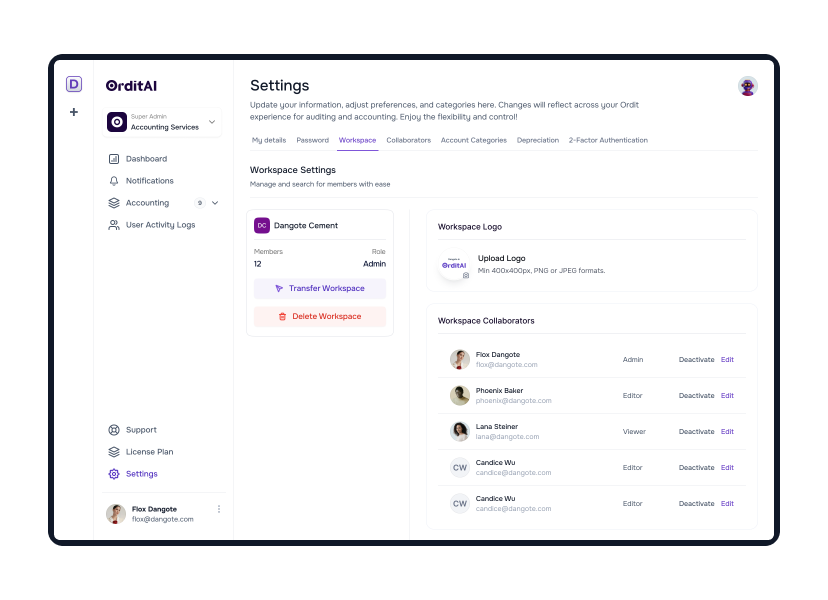 D
OrditAI
Super Admin
Accounting Services
Dashboard
Notifications
Accounting 9
User Activity Logs
Support
License Plan
Settings
Flox Dangote
flox@dangote.com
Settings
Update your information, adjust preferences, and categories here. Changes will reflect across your Ordit
experience for auditing and accounting. Enjoy the flexibility and control!
My details Password Workspace Collaborators Account Categories Depreciation 2-Factor Authentication
Workspace Settings
Manage and search for members with ease
DC Dangote Cement
Members Role
12 Admin
Transfer Workspace
Delete Workspace
Workspace Logo
OrditAI
Upload Logo
Min 400x400px, PNG or JPEG formats.
Workspace Collaborators
Flox Dangote
flox@dangote.com
Admin Deactivate Edit
Phoenix Baker
phoenix@dangote.com
Editor Deactivate Edit
Lana Steiner
lana@dangote.com
Viewer Deactivate Edit
CW
Candice Wu
candice@dangote.com
Editor Deactivate Edit
CW
Candice Wu
candice@dangote.com
Editor Deactivate Edit